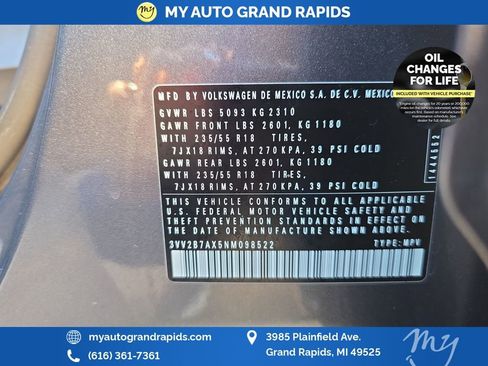 my MY AUTO GRAND RAPIDS
OIL
CHANGES
FOR LIFE
INCLUDED WITH VEHICLE PURCHASE*
MFD. BY VOLKSWAGEN DE MEXICO S.A. DE C.V. MEXICO
GVWR LBS 5093 KG 2310
GAWR FRONT LBS 2601, KG 1180
WITH 235/55 R18 TIRES,
7JX18 RIMS, AT 270 KPA, 39 PSI COLD
GAWR REAR LBS 2601, KG 1180
WITH 235/55 R18 TIRES,
7JX18 RIMS, AT 270 KPA, 39 PSI COLD
THIS VEHICLE CONFORMS TO ALL APPLICABLE
U.S. FEDERAL MOTOR VEHICLE SAFETY AND
THEFT PREVENTION STANDARDS IN EFFECT ON
THE DATE OF MANUFACTURE SHOWN ABOVE
3VV2B7AX5NM098522 TYPE: MPV
myautograndrapids.com
(616) 361-7361
3985 Plainfield Ave.
Grand Rapids, MI 49525
my